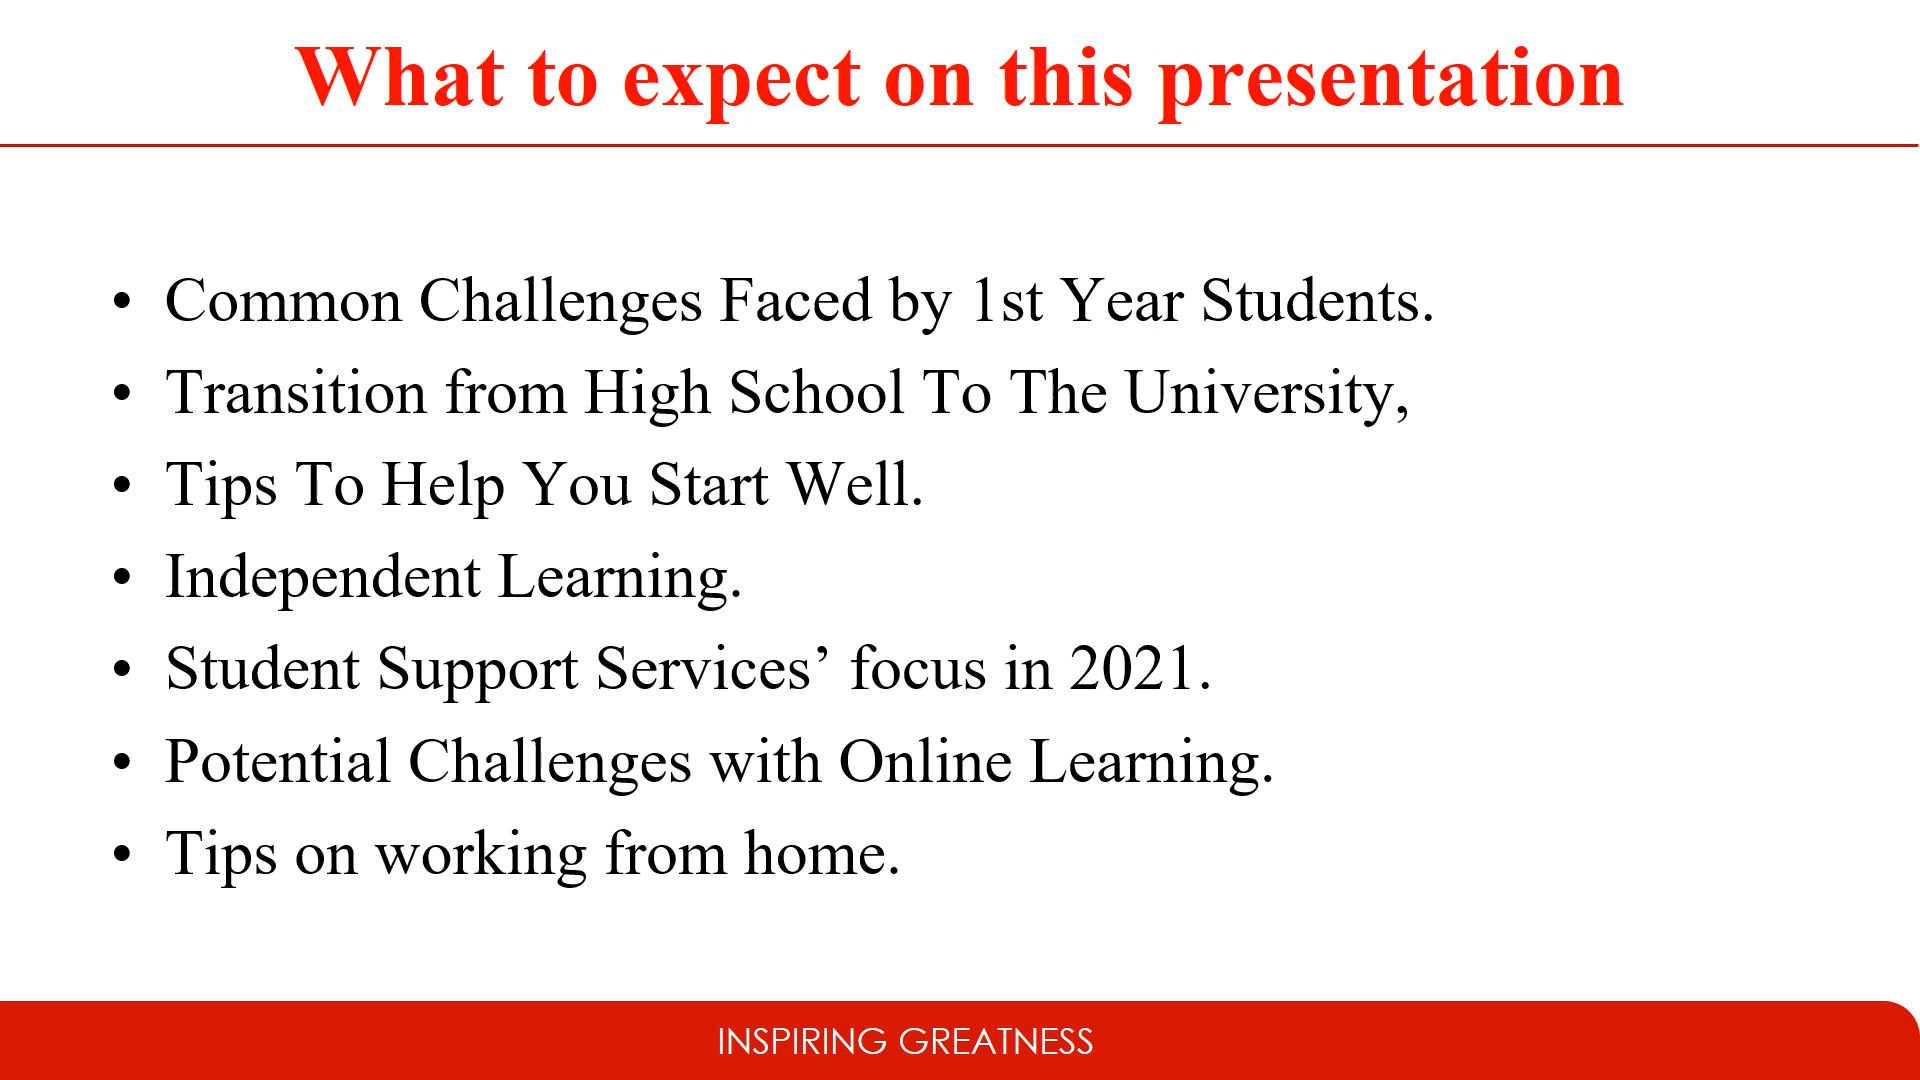 What to expect on this presentation
• Common Challenges Faced by 1st Year Students.
• Transition from High School To The University,
• Tips To Help You Start Well.
• Independent Learning.
• Student Support Services’ focus in 2021.
• Potential Challenges with Online Learning.
• Tips on working from home.
INSPIRING GREATNESS